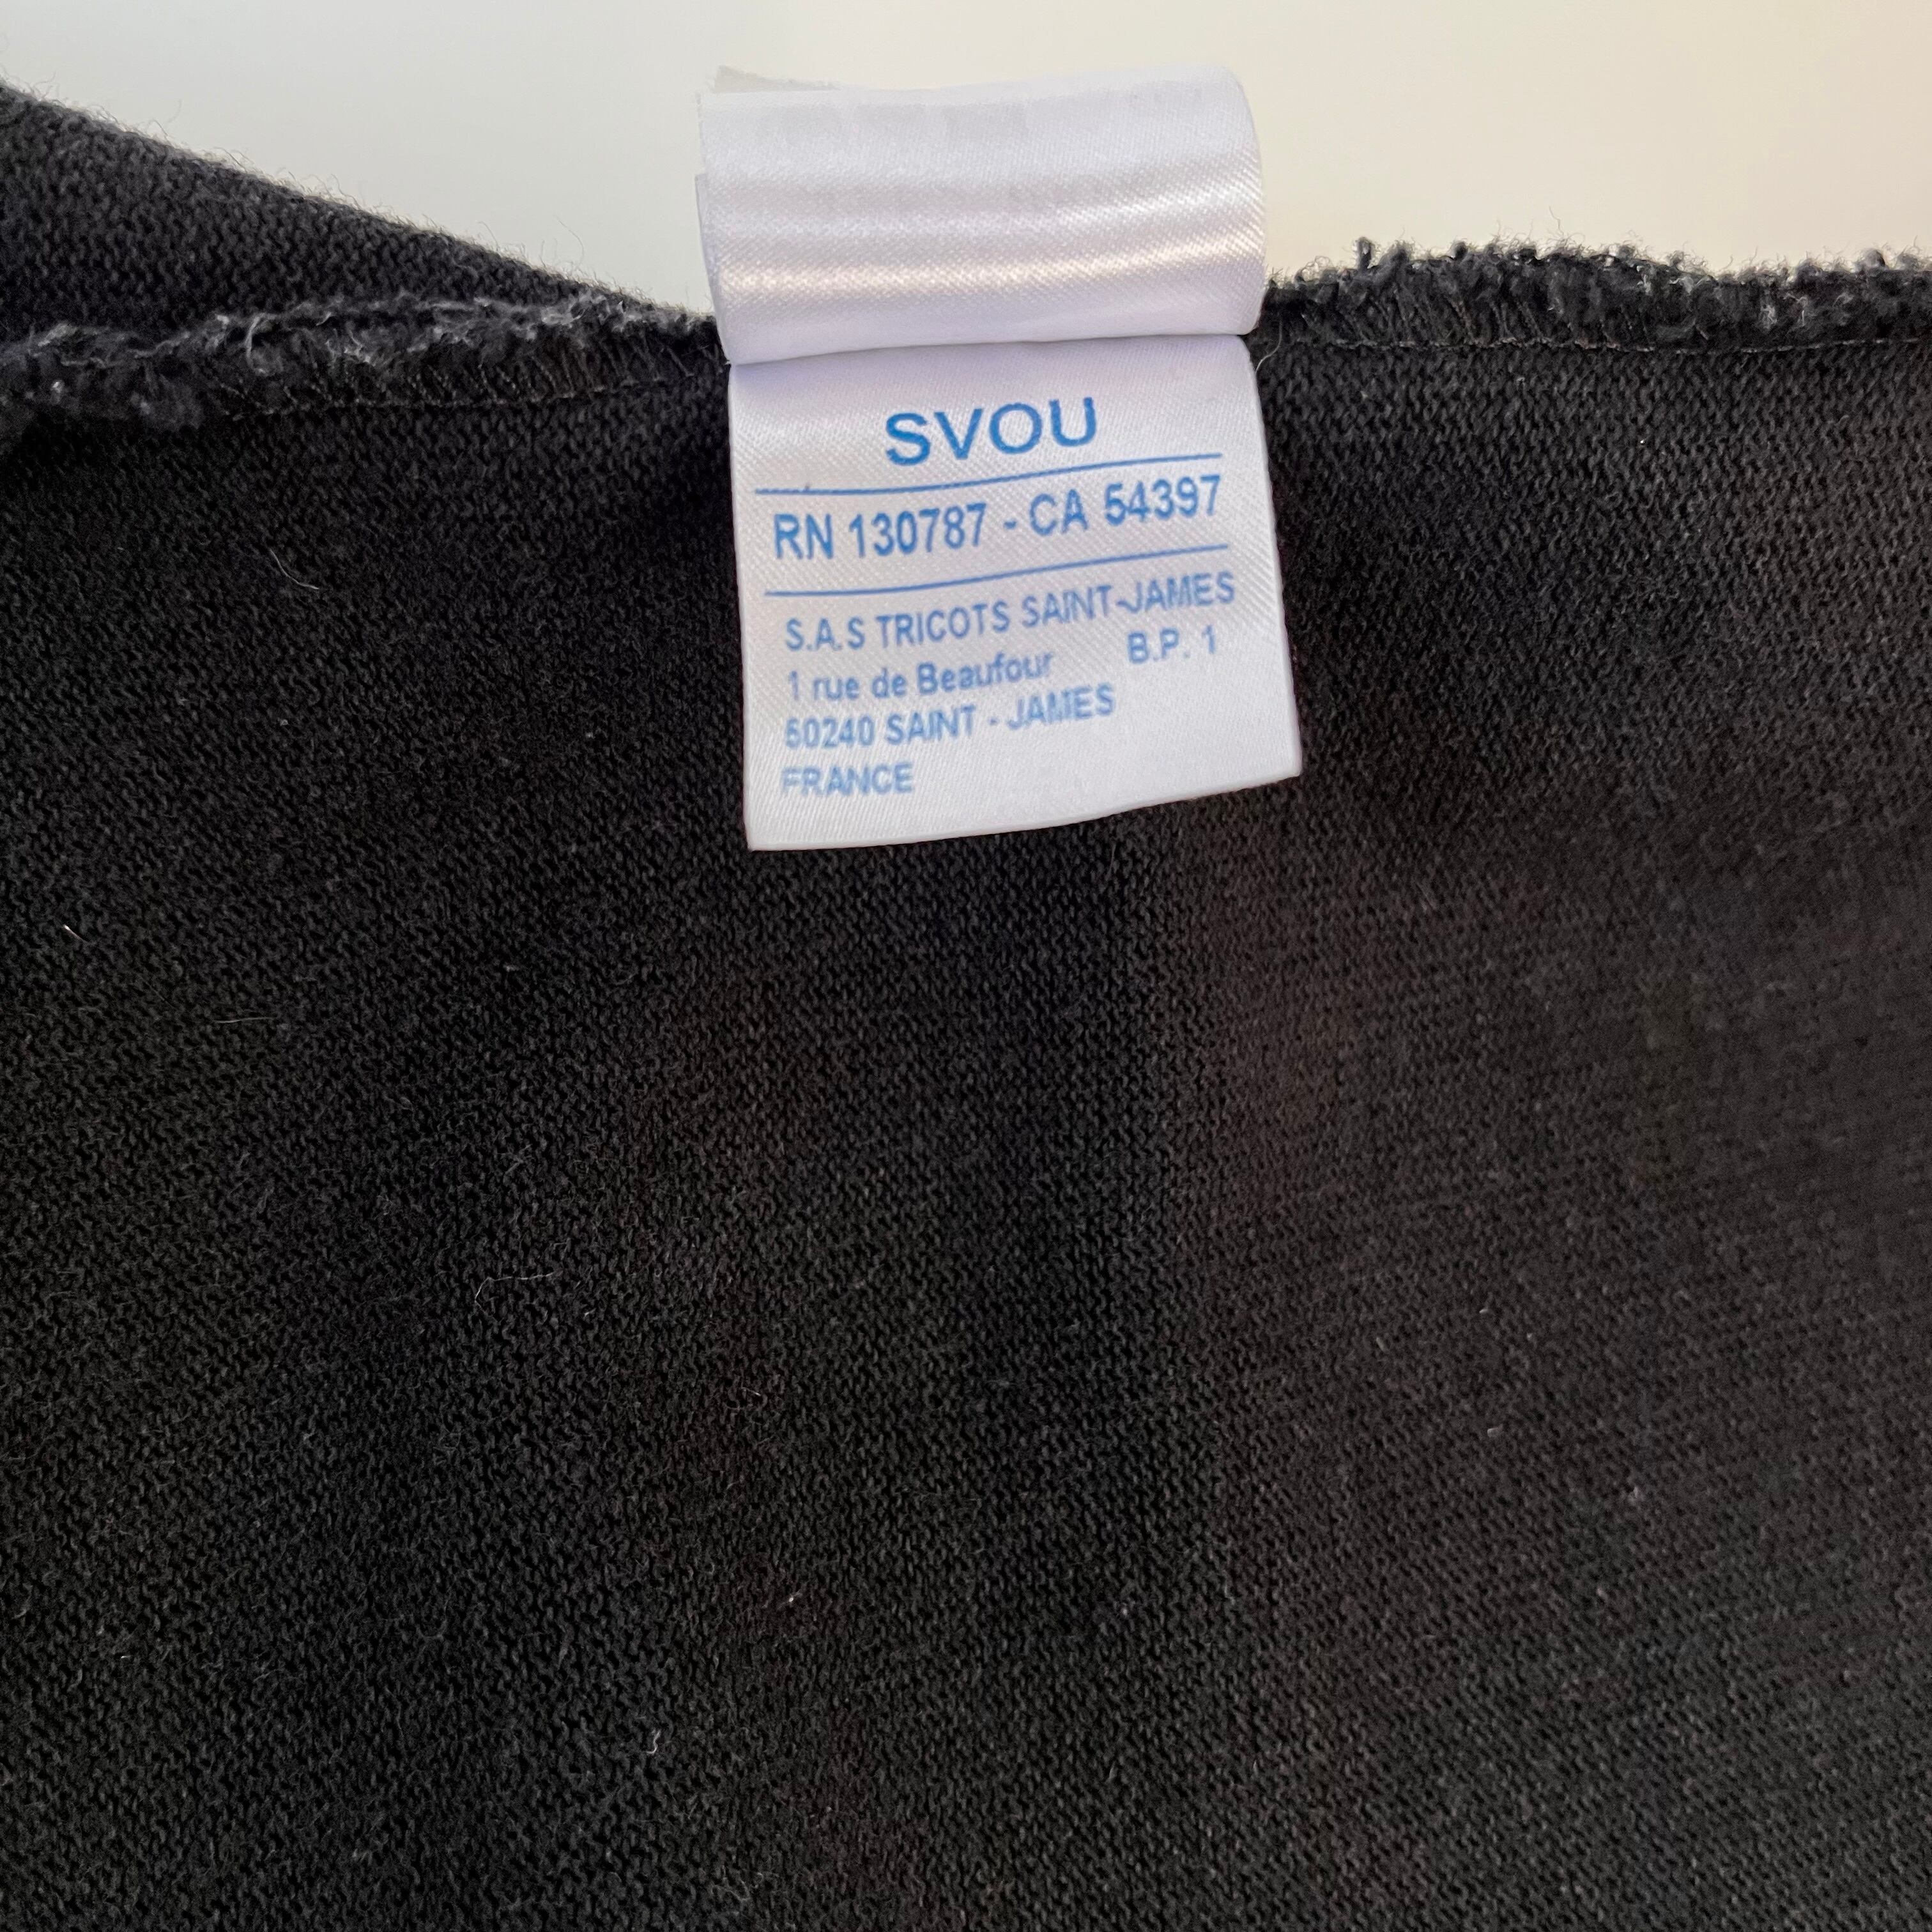 SVOU
RN 130787 - CA 54397
S.A.S TRICOTS SAINT-JAMES
1 rue de Beaufour B.P. 1
50240 SAINT - JAMES
FRANCE